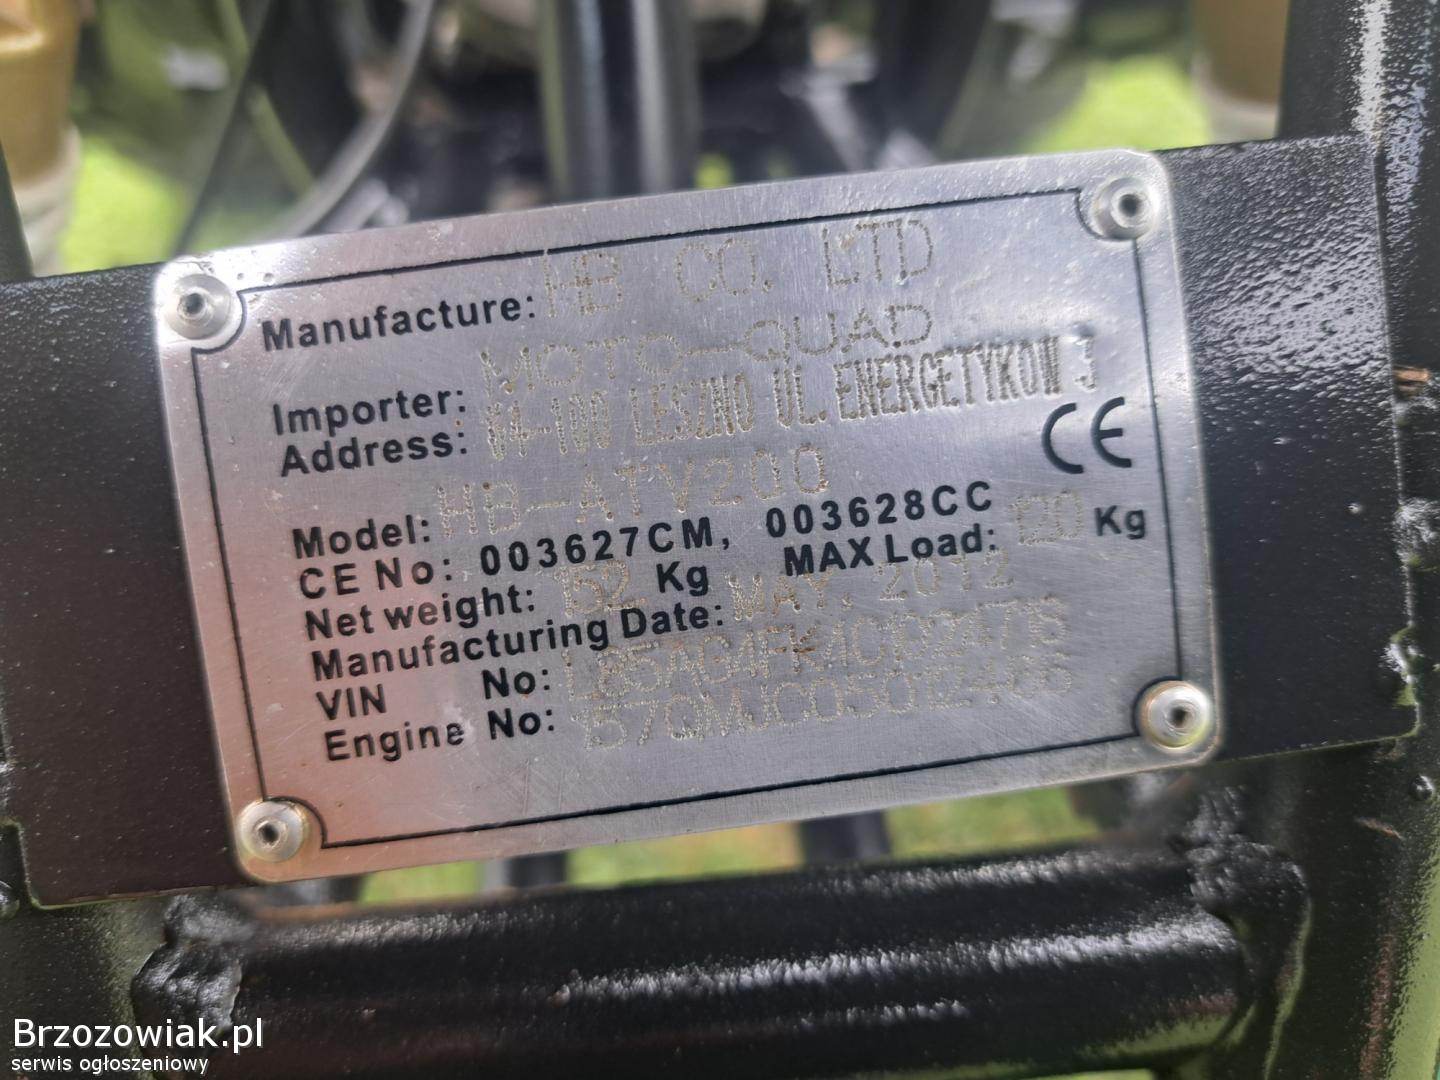 Manufacture: HB CO. LTD
Importer: MOTO-QUAD
Address: 64-100 LESZNO UL. ENERGETYKOW 3
Model: HB-ATV200
CE
CE No: 003627CM, 003628CC
Net weight: 152 Kg MAX Load: 120 Kg
Manufacturing Date: MAY, 2012
VIN No:
Engine No:
Brzozowiak.pl
serwis ogłoszeniowy